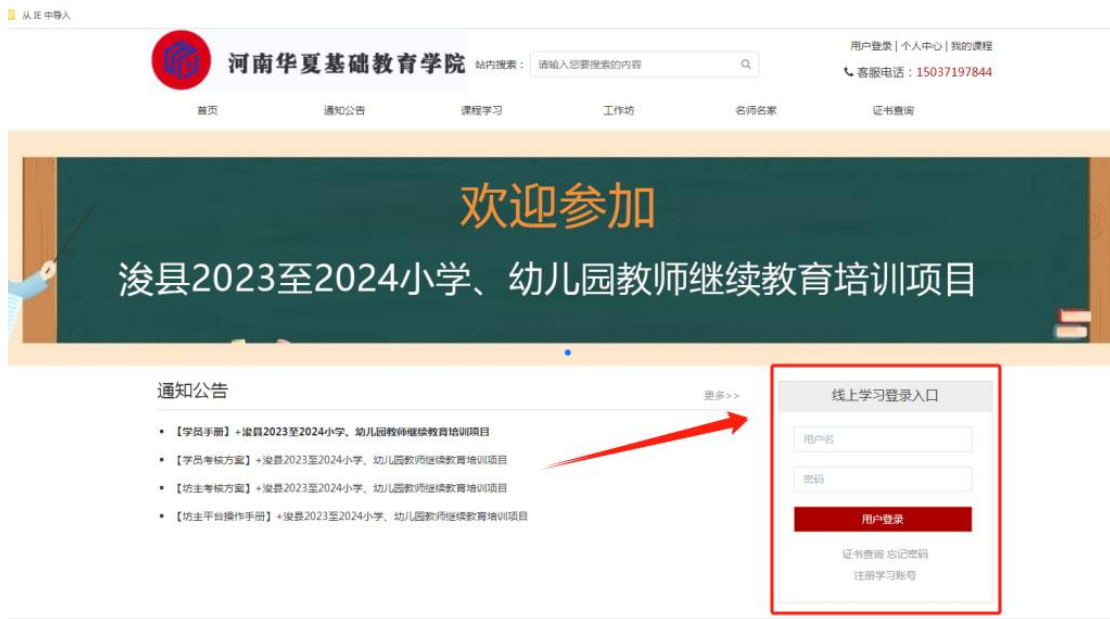 从 IE 中导入
用户登录 | 个人中心 | 我的课程
河南华夏基础教育学院 站内搜索： 请输入您要搜索的内容
客服电话：15037197844
首页 通知公告 课程学习 工作坊 名师名家 证书查询
欢迎参加
浚县2023至2024小学、幼儿园教师继续教育培训项目
通知公告 更多>>
【学员手册】+浚县2023至2024小学、幼儿园教师继续教育培训项目
【学员考核方案】+浚县2023至2024小学、幼儿园教师继续教育培训项目
【坊主考核方案】+浚县2023至2024小学、幼儿园教师继续教育培训项目
【坊主平台操作手册】+浚县2023至2024小学、幼儿园教师继续教育培训项目
线上学习登录入口
用户名
密码
用户登录
证书查询 忘记密码
注册学习账号